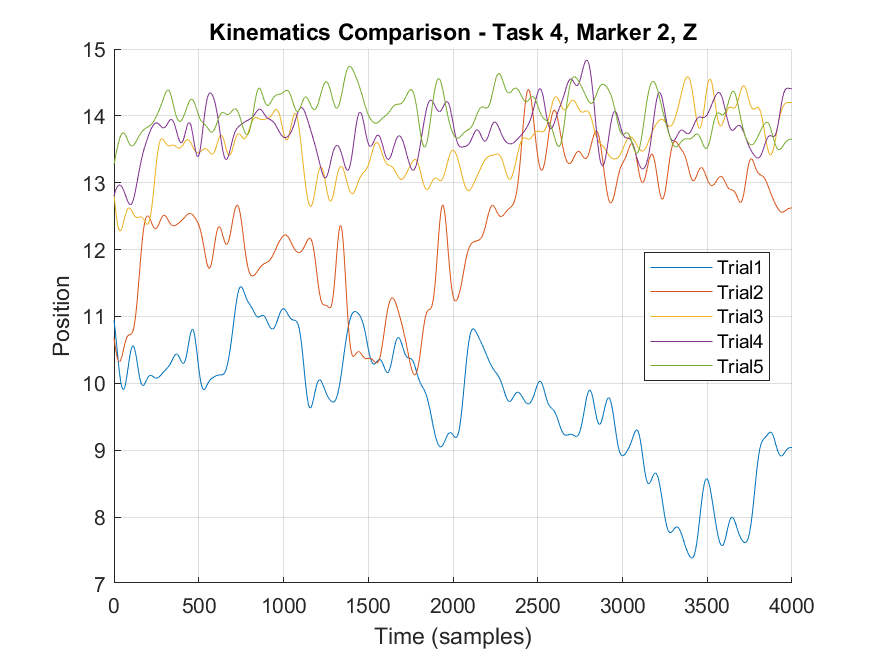 Kinematics Comparison - Task 4, Marker 2, Z
15
14
13
12
11
10
9
8
7
Position
Trial1
Trial2
Trial3
Trial4
Trial5
0 500 1000 1500 2000 2500 3000 3500 4000
Time (samples)